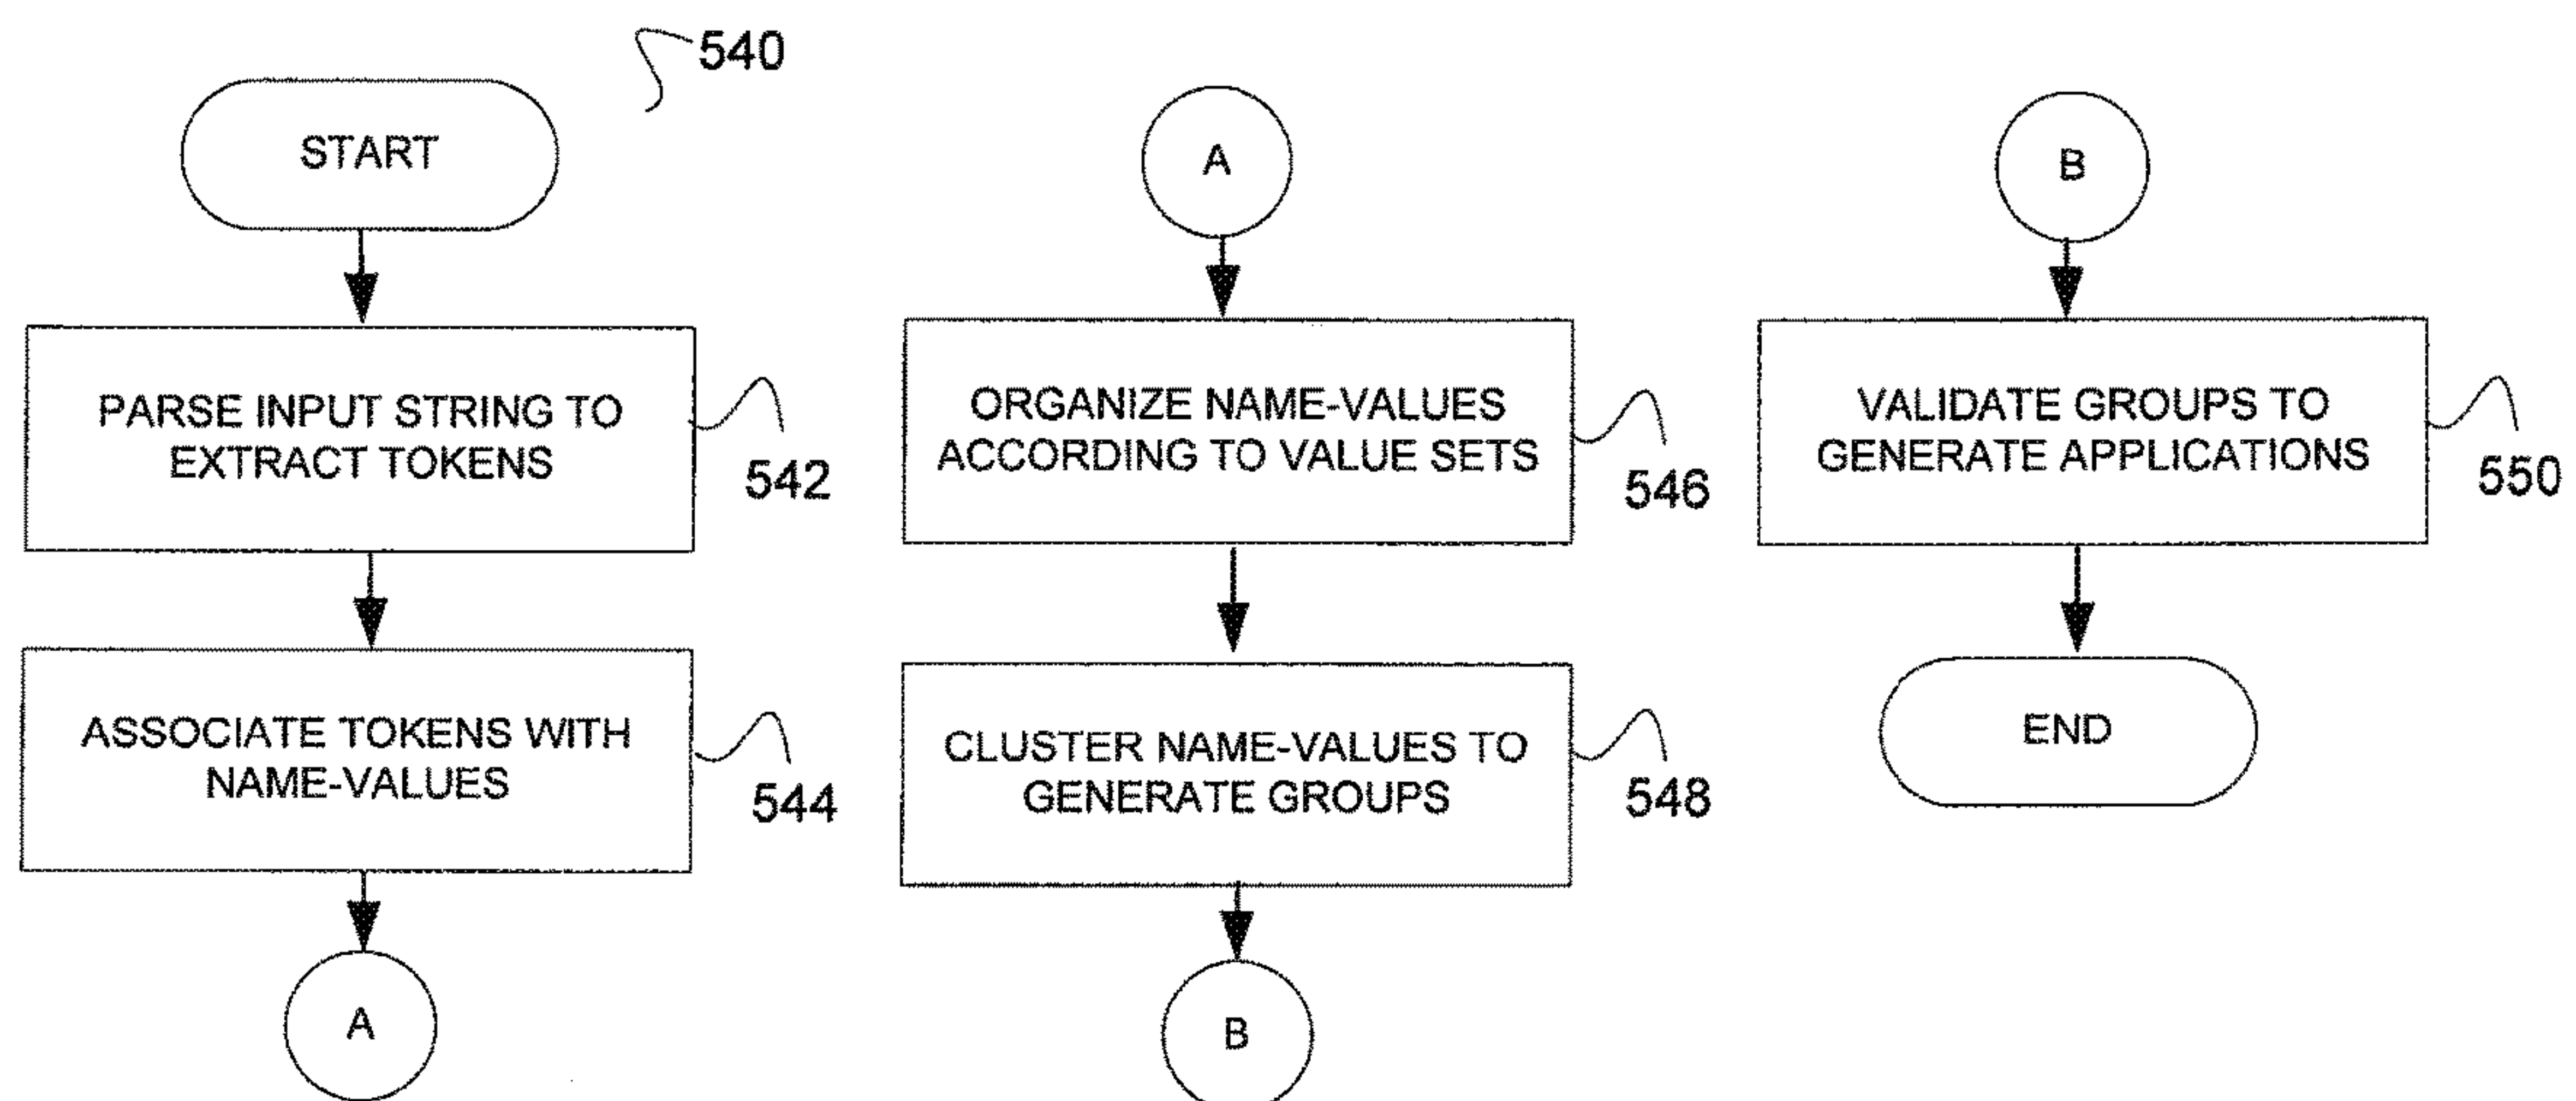 540
START
PARSE INPUT STRING TO
EXTRACT TOKENS
542
ASSOCIATE TOKENS WITH
NAME-VALUES
544
A
A
ORGANIZE NAME-VALUES
ACCORDING TO VALUE SETS
546
CLUSTER NAME-VALUES TO
GENERATE GROUPS
548
B
B
VALIDATE GROUPS TO
GENERATE APPLICATIONS
550
END